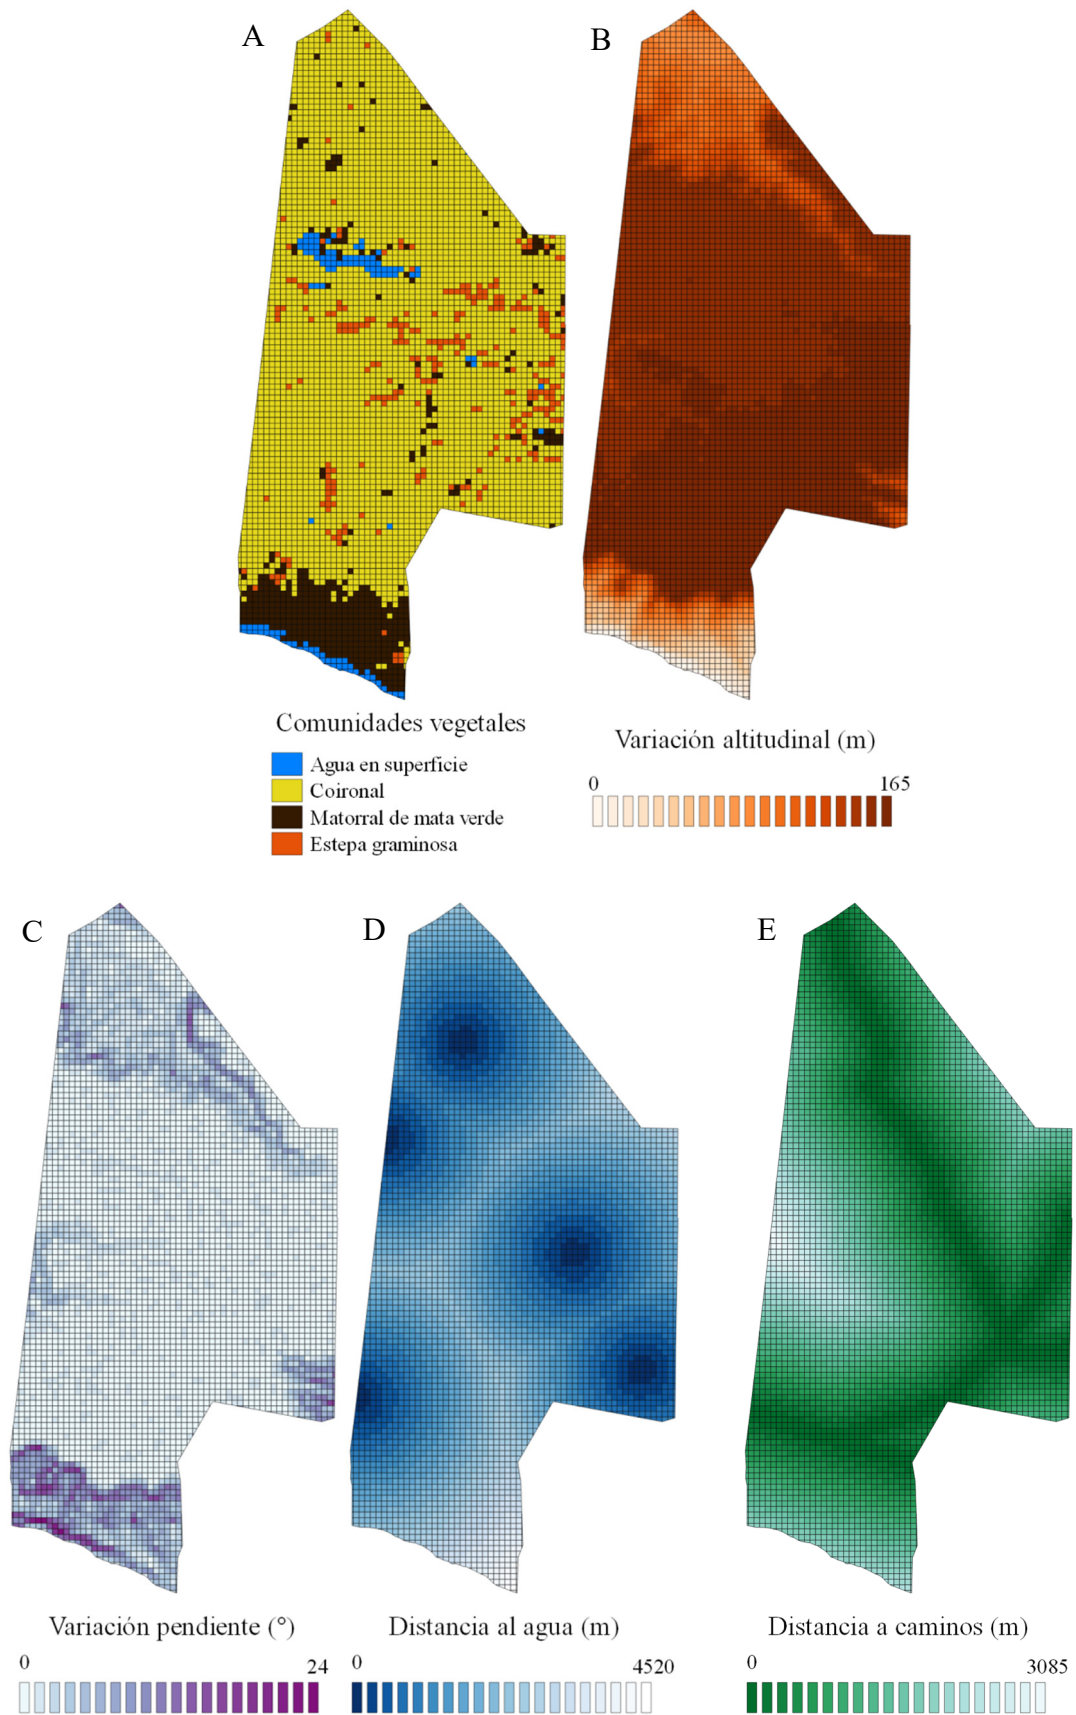 A
B
Comunidades vegetales
Agua en superficie
Coironal
Matorral de mata verde
Estepa graminosa
Variación altitudinal (m)
0 165
C
D
E
Variación pendiente (°)
0 24
Distancia al agua (m)
0 4520
Distancia a caminos (m)
0 3085